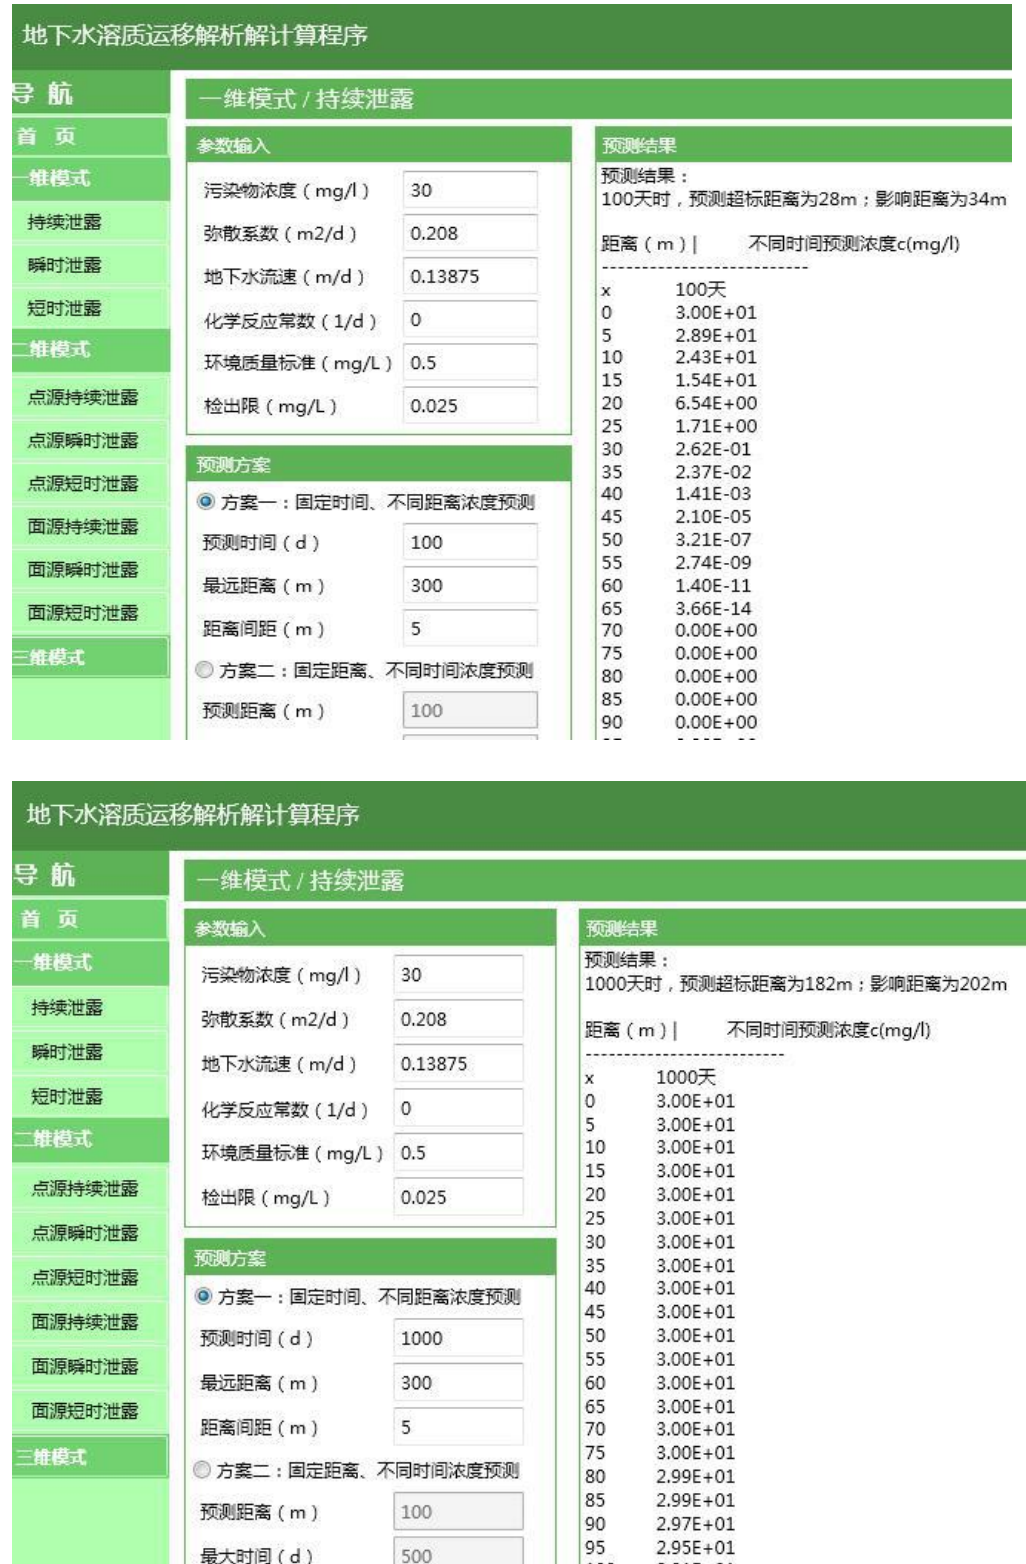 地下水溶质运移解析解计算程序
导 航
首 页
一维模式
持续泄露
瞬时泄露
短时泄露
二维模式
点源持续泄露
点源瞬时泄露
点源短时泄露
面源持续泄露
面源瞬时泄露
面源短时泄露
三维模式
一维模式 / 持续泄露
参数输入
污染物浓度（mg/l） 30
弥散系数（m2/d） 0.208
地下水流速（m/d） 0.13875
化学反应常数（1/d） 0
环境质量标准（mg/L） 0.5
检出限（mg/L） 0.025
预测方案
方案一：固定时间、不同距离浓度预测
预测时间（d） 100
最远距离（m） 300
距离间距（m） 5
方案二：固定距离、不同时间浓度预测
预测距离（m） 100
预测结果
预测结果：
100天时，预测超标距离为28m；影响距离为34m
距离（m）| 不同时间预测浓度c(mg/l)
--------------------------
x 100天
0 3.00E+01
5 2.89E+01
10 2.43E+01
15 1.54E+01
20 6.54E+00
25 1.71E+00
30 2.62E-01
35 2.37E-02
40 1.41E-03
45 2.10E-05
50 3.21E-07
55 2.74E-09
60 1.40E-11
65 3.66E-14
70 0.00E+00
75 0.00E+00
80 0.00E+00
85 0.00E+00
90 0.00E+00
地下水溶质运移解析解计算程序
导 航
首 页
一维模式
持续泄露
瞬时泄露
短时泄露
二维模式
点源持续泄露
点源瞬时泄露
点源短时泄露
面源持续泄露
面源瞬时泄露
面源短时泄露
三维模式
一维模式 / 持续泄露
参数输入
污染物浓度（mg/l） 30
弥散系数（m2/d） 0.208
地下水流速（m/d） 0.13875
化学反应常数（1/d） 0
环境质量标准（mg/L） 0.5
检出限（mg/L） 0.025
预测方案
方案一：固定时间、不同距离浓度预测
预测时间（d） 1000
最远距离（m） 300
距离间距（m） 5
方案二：固定距离、不同时间浓度预测
预测距离（m） 100
最大时间（d） 500
预测结果
预测结果：
1000天时，预测超标距离为182m；影响距离为202m
距离（m）| 不同时间预测浓度c(mg/l)
--------------------------
x 1000天
0 3.00E+01
5 3.00E+01
10 3.00E+01
15 3.00E+01
20 3.00E+01
25 3.00E+01
30 3.00E+01
35 3.00E+01
40 3.00E+01
45 3.00E+01
50 3.00E+01
55 3.00E+01
60 3.00E+01
65 3.00E+01
70 3.00E+01
75 3.00E+01
80 2.99E+01
85 2.99E+01
90 2.97E+01
95 2.95E+01